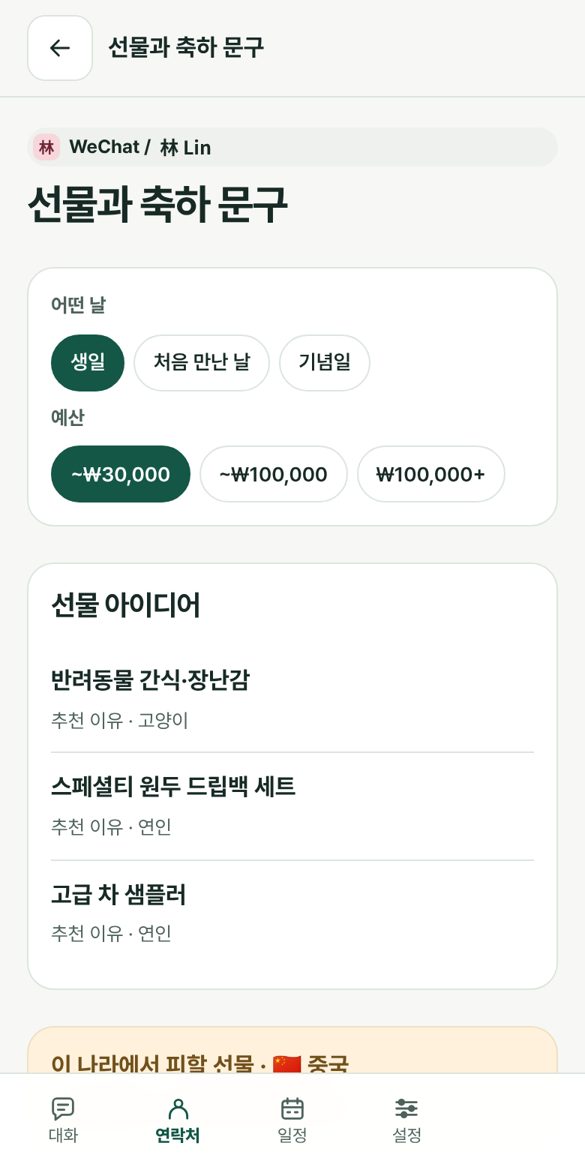 선물과 축하 문구
林 WeChat / 林 Lin
선물과 축하 문구
어떤 날
생일 처음 만난 날 기념일
예산
~₩30,000 ~₩100,000 ₩100,000+
선물 아이디어
반려동물 간식·장난감
추천 이유 · 고양이
스페셜티 원두 드립백 세트
추천 이유 · 연인
고급 차 샘플러
추천 이유 · 연인
이 나라에서 피할 선물 · 🇨🇳 중국
대화 연락처 일정 설정